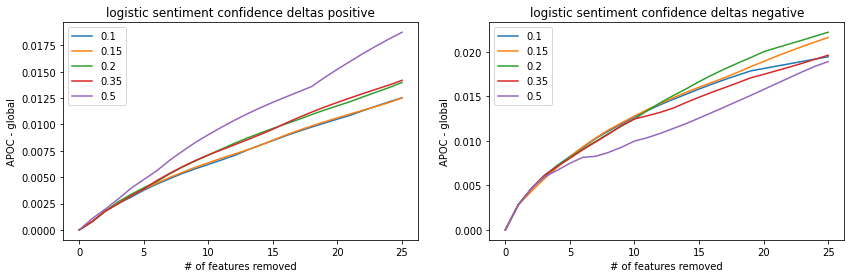 logistic sentiment confidence deltas positive
0.0175
0.0150
0.0125
0.0100
0.0075
0.0050
0.0025
0.0000
APOC - global
0.1
0.15
0.2
0.35
0.5
0 5 10 15 20 25
# of features removed
logistic sentiment confidence deltas negative
0.020
0.015
0.010
0.005
0.000
APOC - global
0.1
0.15
0.2
0.35
0.5
0 5 10 15 20 25
# of features removed